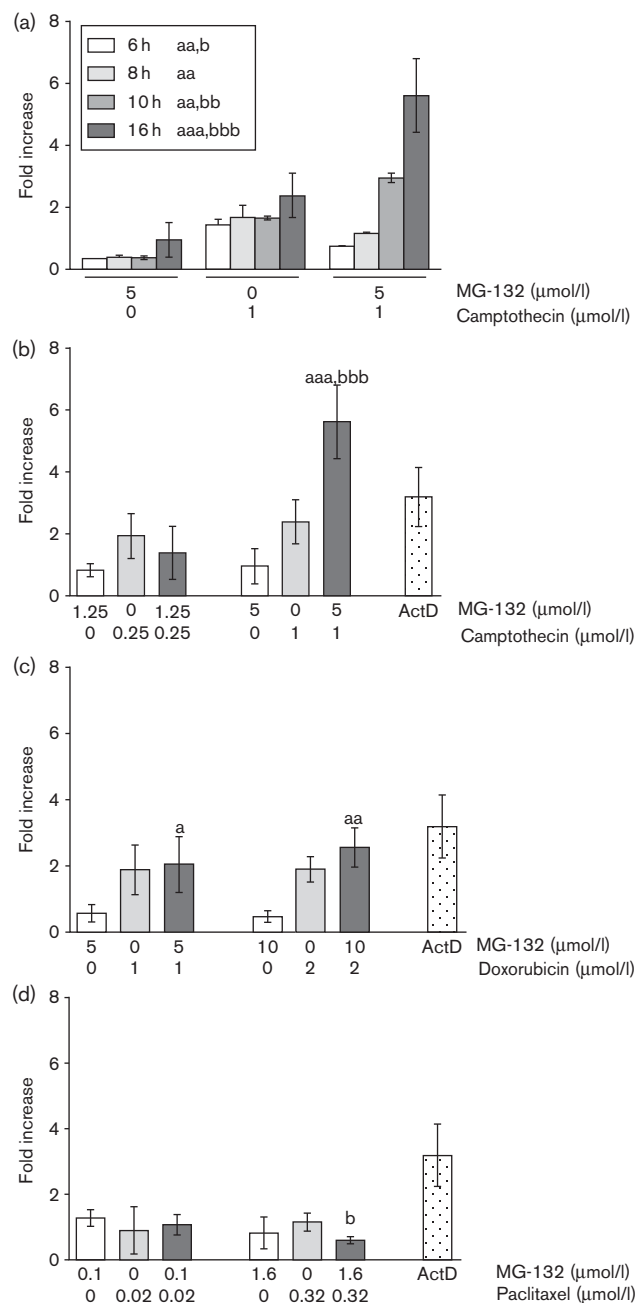 (a)
8
6 h aa,b
8 h aa
6
10 h aa,bb
16 h aaa,bbb
4
2
0
Fold increase
5 0 5 MG-132 (μmol/l)
0 1 1 Camptothecin (μmol/l)
(b)
8
aaa,bbb
6
4
2
0
Fold increase
1.25 0 1.25 5 0 5 ActD MG-132 (μmol/l)
0 0.25 0.25 0 1 1 Camptothecin (μmol/l)
(c)
8
6
4
a aa
2
0
Fold increase
5 0 5 10 0 10 ActD MG-132 (μmol/l)
0 1 1 0 2 2 Doxorubicin (μmol/l)
(d)
8
6
4
2
b
0
Fold increase
0.1 0 0.1 1.6 0 1.6 ActD MG-132 (μmol/l)
0 0.02 0.02 0 0.32 0.32 Paclitaxel (μmol/l)